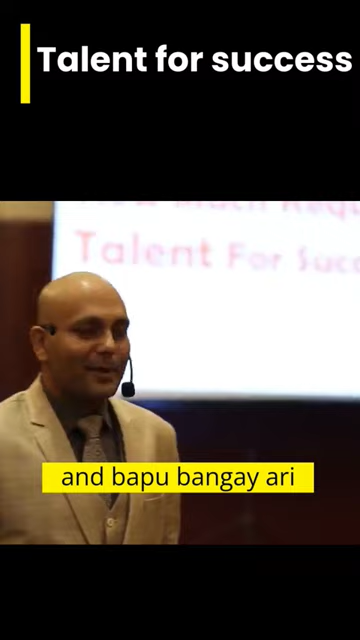 Talent for success
Talent For Succ
and bapu bangay ari